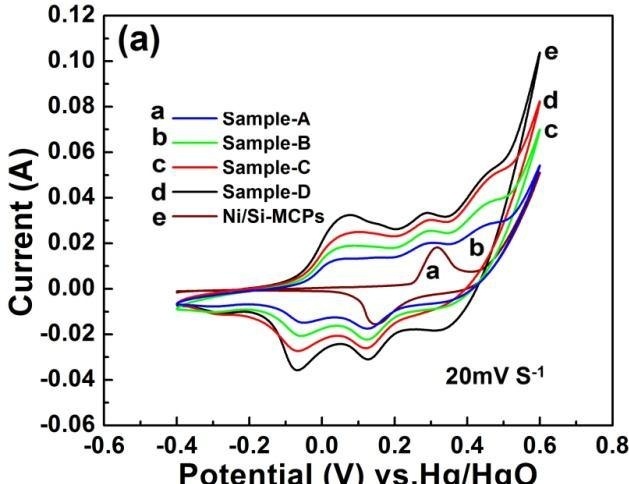 (a)
0.12
0.10
0.08
0.06
0.04
0.02
0.00
-0.02
-0.04
-0.06
Current (A)
a Sample-A
b Sample-B
c Sample-C
d Sample-D
e Ni/Si-MCPs
e
d
c
b
a
20mV S-1
-0.6 -0.4 -0.2 0.0 0.2 0.4 0.6 0.8
Potential (V) vs.Hg/HgO